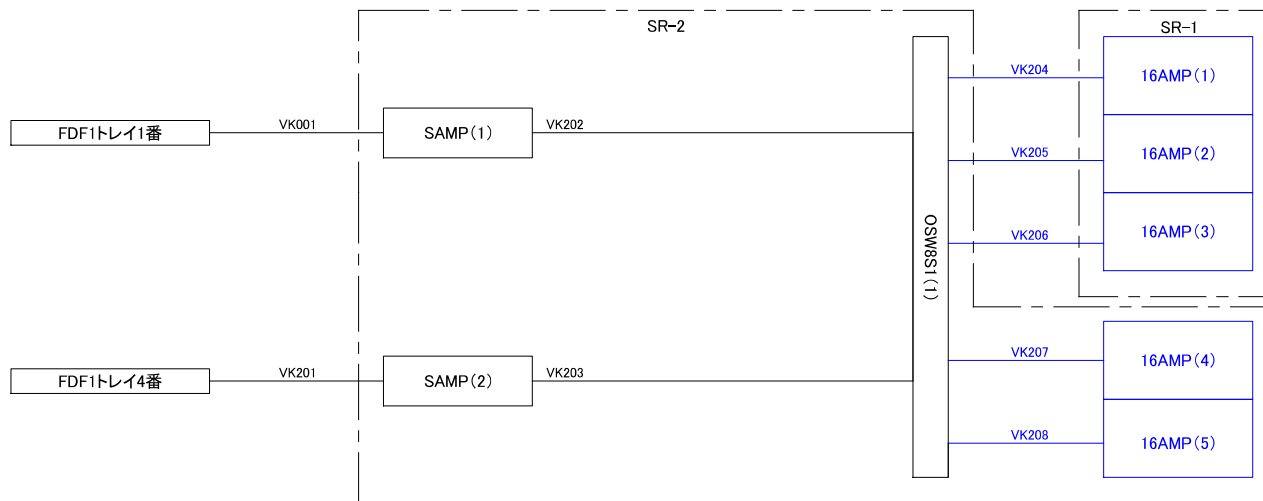 SR-2
SR-1
VK204
16AMP(1)
FDF1トレイ1番
VK001
SAMP(1)
VK202
VK205
16AMP(2)
VK206
16AMP(3)
OSW8S1(1)
VK207
16AMP(4)
FDF1トレイ4番
VK201
SAMP(2)
VK203
VK208
16AMP(5)